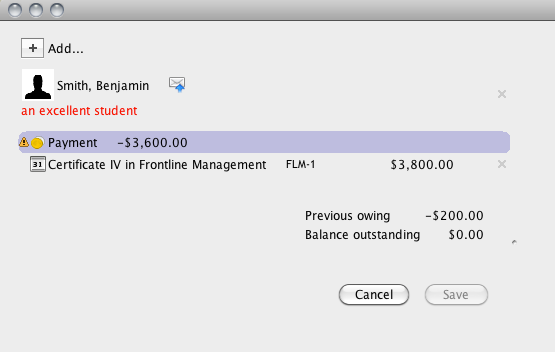 Add...
Smith, Benjamin
an excellent student
Payment -$3,600.00
31 Certificate IV in Frontline Management FLM-1 $3,800.00
Previous owing -$200.00
Balance outstanding $0.00
Cancel Save